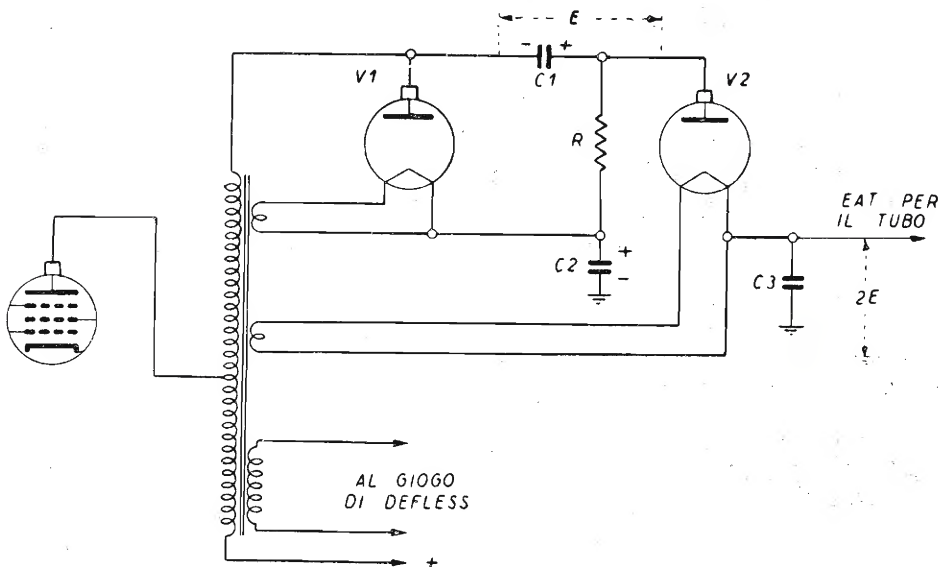 E
- +
V1
C1
V2
R
EAT PER
IL TUBO
C2
+
-
C3
2E
AL GIOGO
DI DEFLESS
+